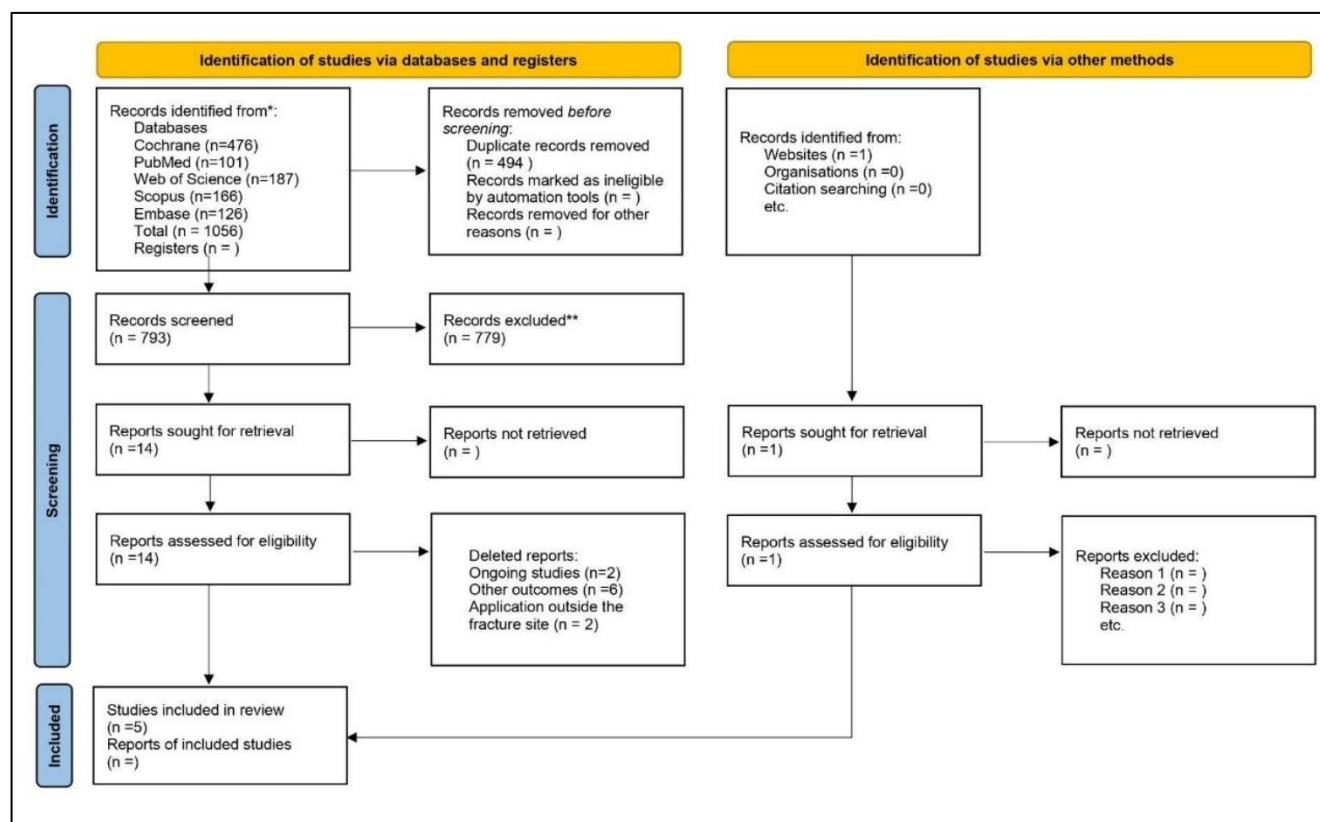 Identification of studies via databases and registers
Identification of studies via other methods
Identification
Records identified from*:
Databases
Cochrane (n=476)
PubMed (n=101)
Web of Science (n=187)
Scopus (n=166)
Embase (n=126)
Total (n = 1056)
Registers (n = )
Records removed before
screening:
Duplicate records removed
(n = 494 )
Records marked as ineligible
by automation tools (n = )
Records removed for other
reasons (n = )
Records identified from:
Websites (n =1)
Organisations (n =0)
Citation searching (n =0)
etc.
Screening
Records screened
(n = 793)
Records excluded**
(n = 779)
Reports sought for retrieval
(n =14)
Reports not retrieved
(n = )
Reports sought for retrieval
(n =1)
Reports not retrieved
(n = )
Reports assessed for eligibility
(n =14)
Deleted reports:
Ongoing studies (n=2)
Other outcomes (n =6)
Application outside the
fracture site (n = 2)
Reports assessed for eligibility
(n =1)
Reports excluded:
Reason 1 (n = )
Reason 2 (n = )
Reason 3 (n = )
etc.
Included
Studies included in review
(n =5)
Reports of included studies
(n =)